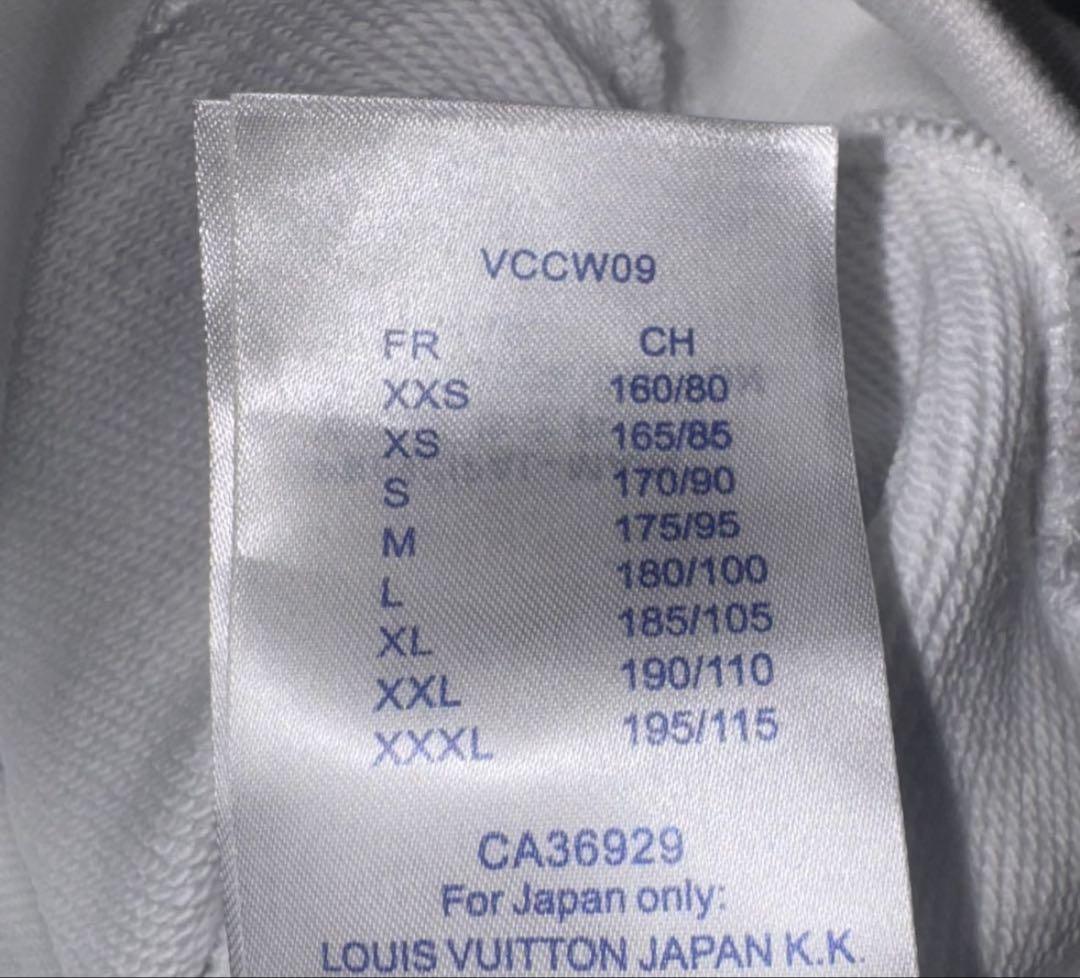 VCCW09
FR CH
XXS 160/80
XS 165/85
S 170/90
M 175/95
L 180/100
XL 185/105
XXL 190/110
XXXL 195/115
CA36929
For Japan only:
LOUIS VUITTON JAPAN K.K.